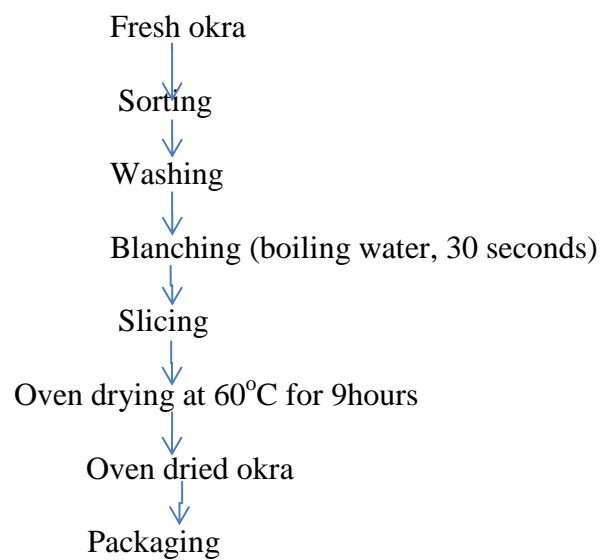 Fresh okra
Sorting
Washing
Blanching (boiling water, 30 seconds)
Slicing
Oven drying at 60°C for 9hours
Oven dried okra
Packaging